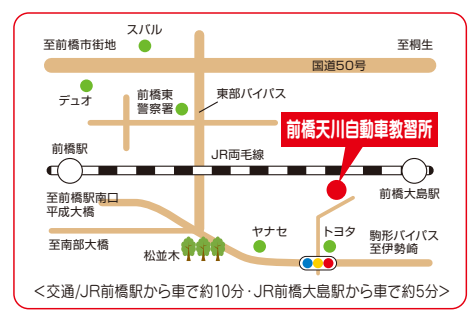 スバル
至前橋市街地
至桐生
国道50号
デュオ
前橋東
警察署
東部バイパス
前橋天川自動車教習所
前橋駅
JR両毛線
前橋大島駅
至前橋駅南口
平成大橋
至南部大橋
松並木
ヤナセ
トヨタ
駒形バイパス
至伊勢崎
＜交通/JR前橋駅から車で約10分・JR前橋大島駅から車で約5分＞